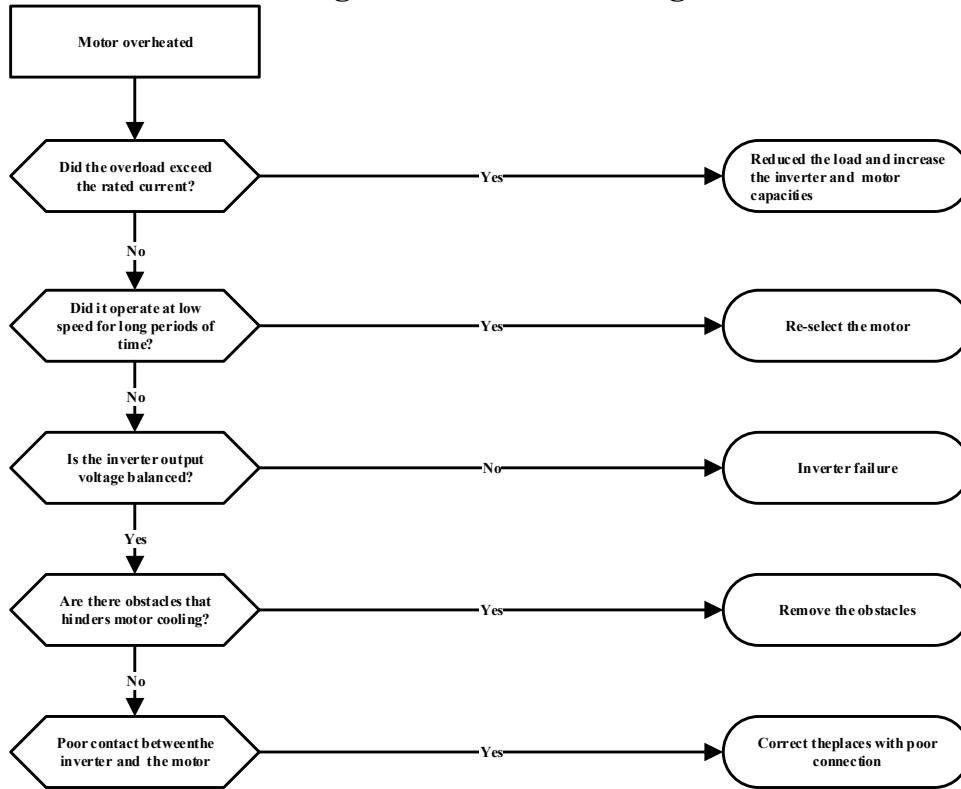 Motor overheated
Did the overload exceed
the rated current?
Yes
Reduced the load and increase
the inverter and motor
capacities
No
Did it operate at low
speed for long periods of
time?
Yes
Re-select the motor
No
Is the inverter output
voltage balanced?
No
Inverter failure
Yes
Are there obstacles that
hinders motor cooling?
Yes
Remove the obstacles
No
Poor contact betweenthe
inverter and the motor
Yes
Correct theplaces with poor
connection